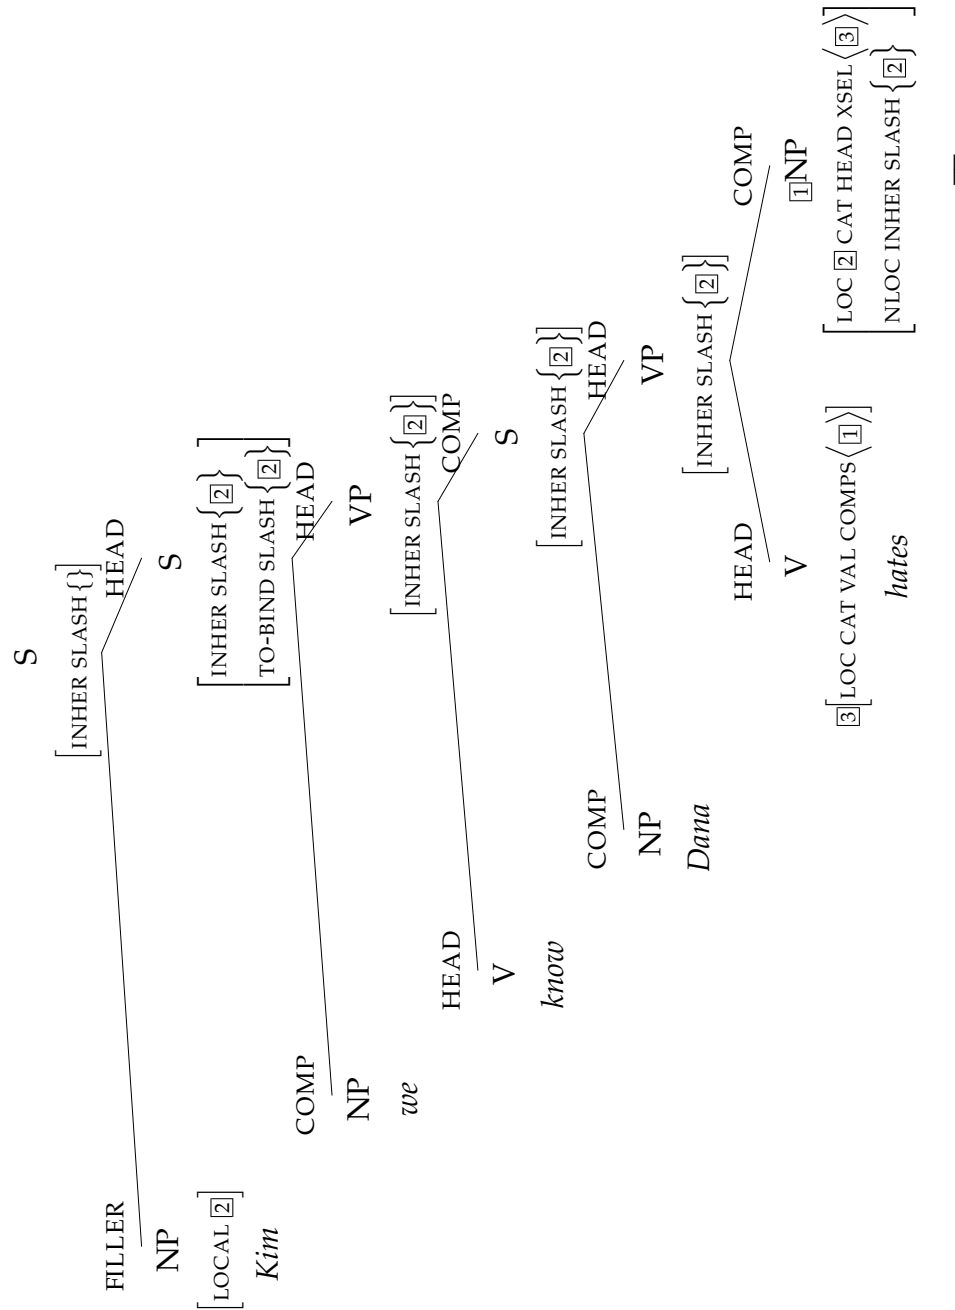 S
[INHER SLASH {}]
FILLER HEAD
NP S
[LOCAL 2] [INHER SLASH {2}
TO-BIND SLASH {2}]
Kim
COMP HEAD
NP VP
we [INHER SLASH {2}]
HEAD COMP
V S
know [INHER SLASH {2}]
COMP HEAD
NP VP
Dana [INHER SLASH {2}]
HEAD COMP
V 1 NP
3 [LOC CAT VAL COMPS ⟨1⟩] [LOC 2 CAT HEAD XSEL ⟨3⟩
NLOC INHER SLASH {2}]
hates